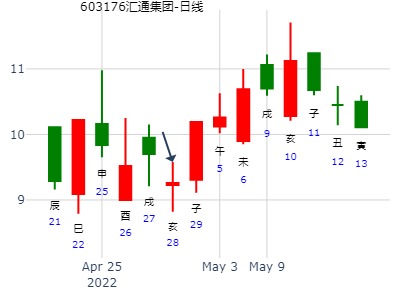 603176汇通集团-日线
11
10
9
辰
21
巳
22
申
25
酉
26
戌
27
亥
28
子
29
午
5
未
6
戌
9
亥
10
子
11
丑
12
寅
13
Apr 25
2022
May 3
May 9